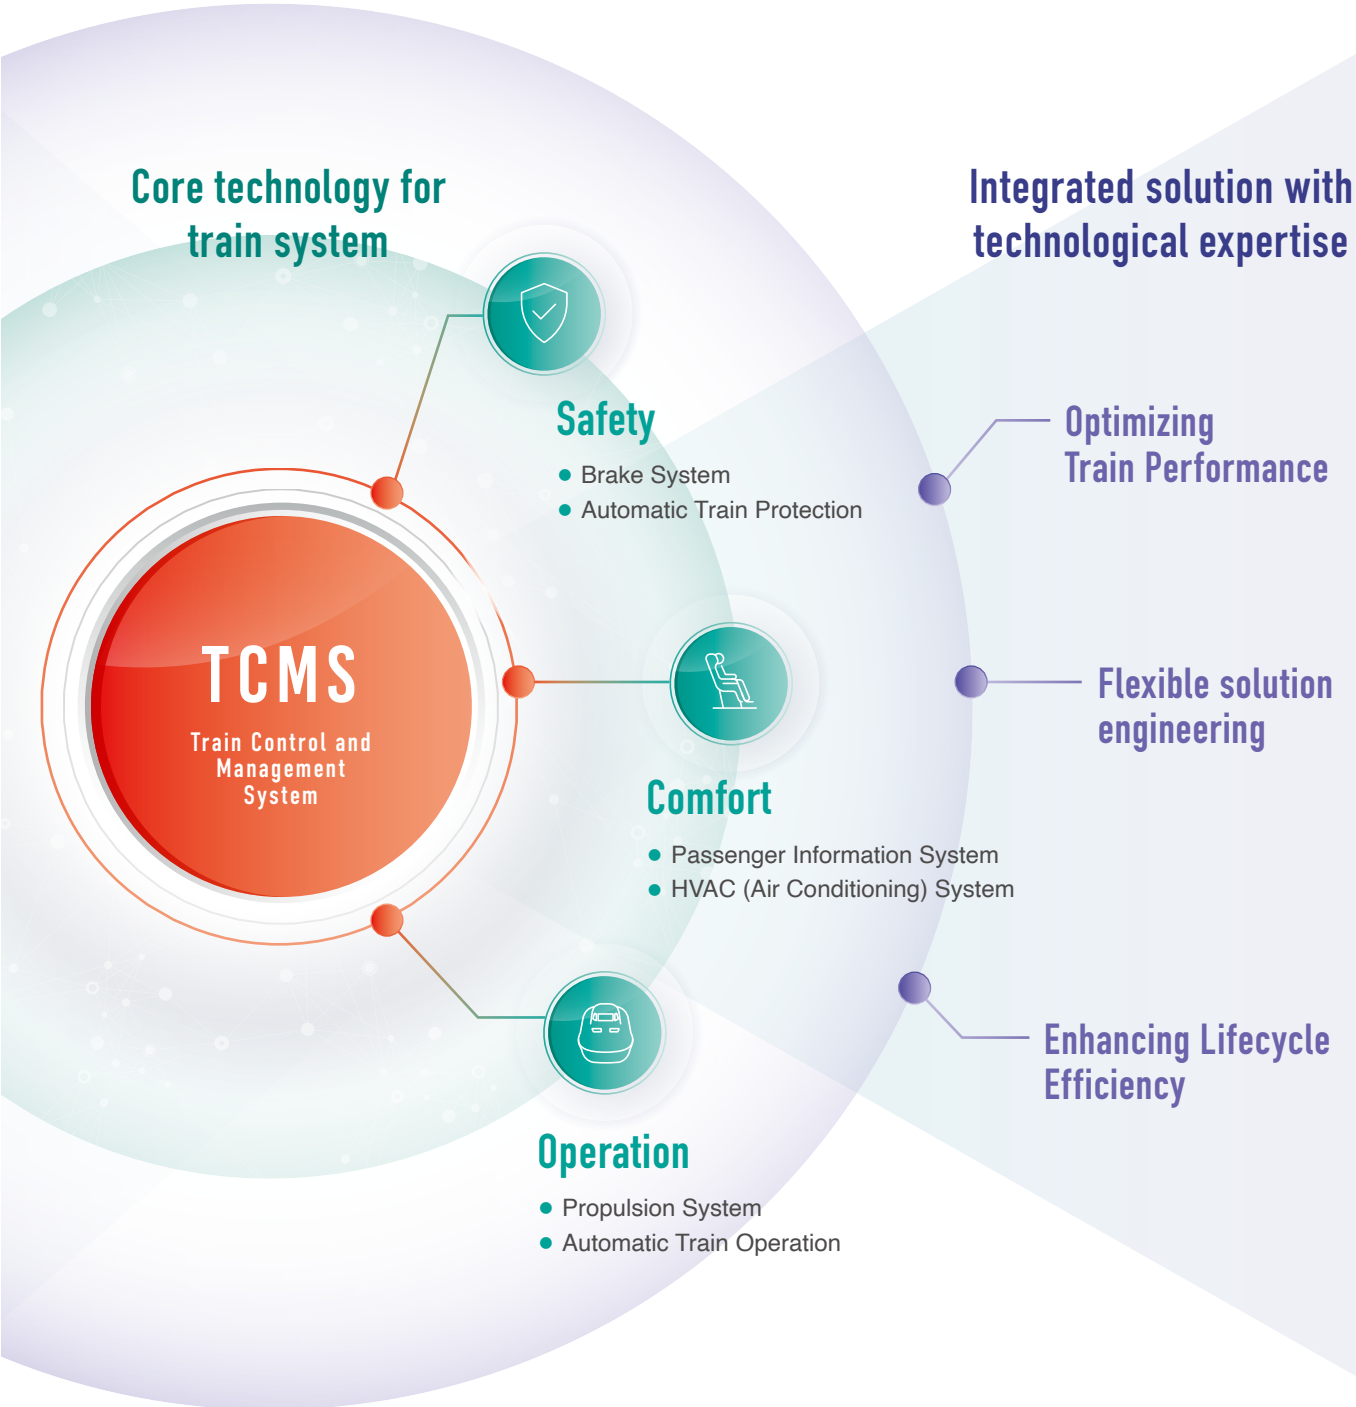 Core technology for
train system
Integrated solution with
technological expertise
TCMS
Train Control and
Management
System
Safety
Brake System
Automatic Train Protection
Comfort
Passenger Information System
HVAC (Air Conditioning) System
Operation
Propulsion System
Automatic Train Operation
Optimizing
Train Performance
Flexible solution
engineering
Enhancing Lifecycle
Efficiency